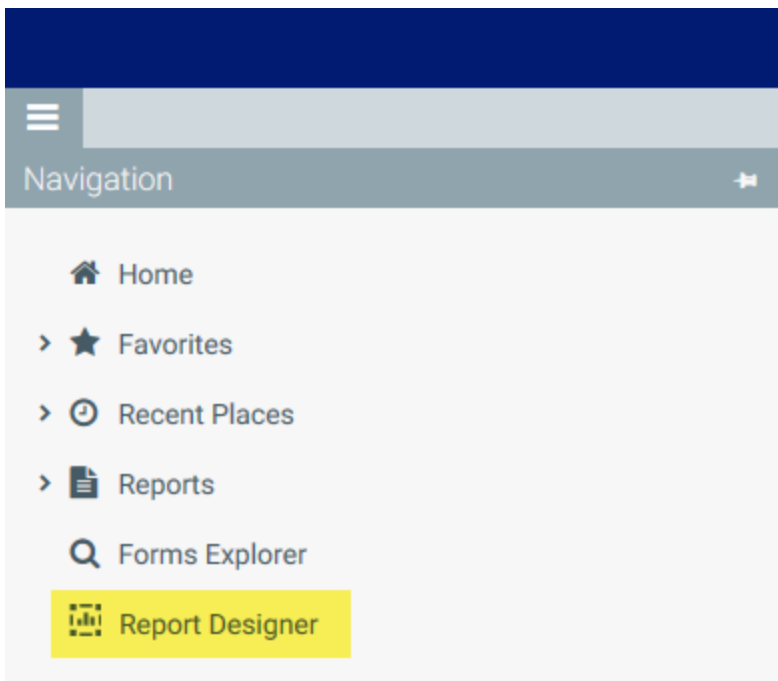 Navigation
Home
Favorites
Recent Places
Reports
Forms Explorer
Report Designer